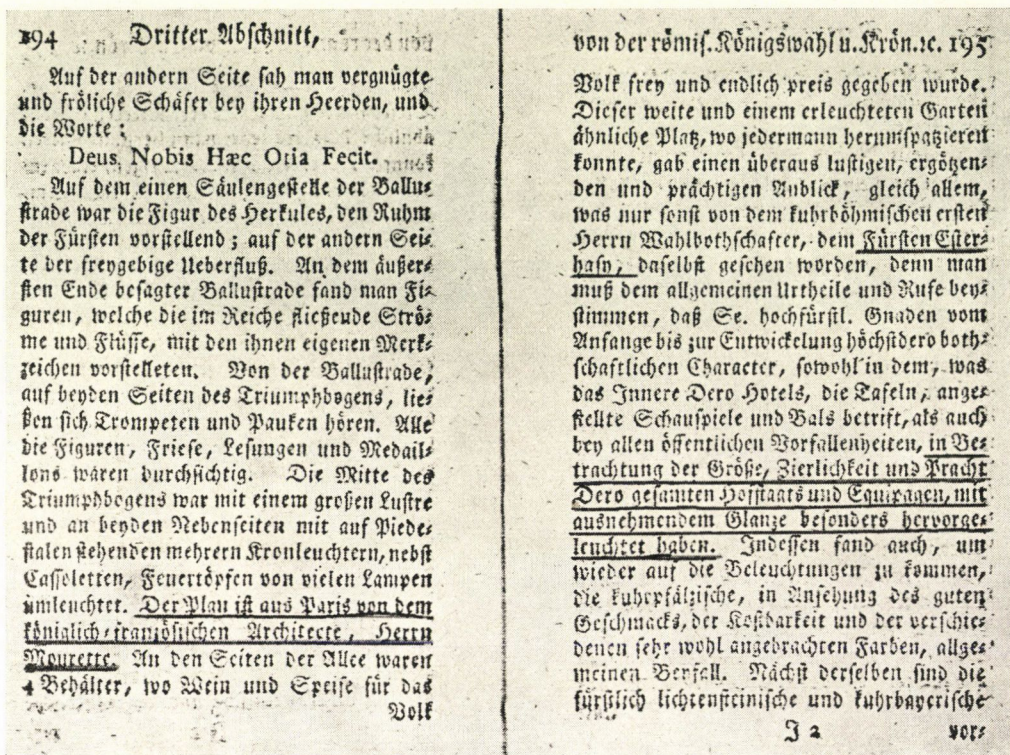 194 Dritter Abschnitt,
Auf der andern Seite sah man vergnügte
und fröliche Schäfer bey ihren Heerden, und
die Worte:
Deus Nobis Hæc Otia Fecit.
Auf dem einen Säulengestelle der Ballu-
strade war die Figur des Herkules, den Ruhm
der Fürsten vorstellend; auf der andern Sei-
te der freygebige Ueberfluß. An dem äußer-
sten Ende besagter Ballustrade fand man Fi-
guren, welche die im Reiche fließende Strö-
me und Flüsse, mit den ihnen eigenen Merk-
zeichen vorstelleten. Von der Ballustrade,
auf beyden Seiten des Triumphbogens, lie-
ßen sich Trompeten und Pauken hören. Alle
die Figuren, Friese, Lesungen und Medail-
lons waren durchsichtig. Die Mitte des
Triumphbogens war mit einem großen Lustre
und an beyden Nebenseiten mit auf Piede-
stalen stehenden mehrern Kronleuchtern, nebst
Cassoletten, Feuertöpfen von vielen Lampen
umleuchtet. Der Plan ist aus Paris von dem
königlich-französischen Architecte, Herrn
Mourette. An den Seiten der Allee waren
4 Behälter, wo Wein und Speise für das
Volk
von der römis. Königswahl u. Krön. ꝛc. 195
Volk frey und endlich preis gegeben wurde.
Dieser weite und einem erleuchteten Garten
ähnliche Platz, wo jedermann herumspatzieren
konnte, gab einen überaus lustigen, ergötzen-
den und prächtigen Anblick, gleich allem,
was nur sonst von dem kuhrböhmischen ersten
Herrn Wahlbothschafter, dem Fürsten Ester-
hasy, daselbst gesehen worden, denn man
muß dem allgemeinen Urtheile und Rufe bey-
stimmen, daß Se. hochfürstl. Gnaden vom
Anfange bis zur Entwickelung höchstdero both-
schaftlichen Character, sowohl in dem, was
das Innere Dero Hotels, die Tafeln, ange-
stellte Schauspiele und Bals betrift, als auch
bey allen öffentlichen Vorfallenheiten, in Be-
trachtung der Größe, Zierlichkeit und Pracht
Dero gesamten Hofstaats und Equipagen, mit
ausnehmendem Glanze besonders hervorge-
leuchtet haben. Indessen fand auch, um
wieder auf die Beleuchtungen zu kommen,
die kuhrpfälzische, in Ansehung des guten
Geschmacks, der Kostbarkeit und der verschie-
denen sehr wohl angebrachten Farben, allge-
meinen Beyfall. Nächst derselben sind die
fürstlich lichtensteinische und kuhrbayerische
J 2 vor-